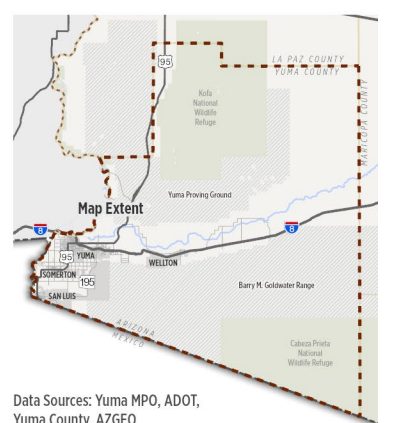 95
LA PAZ COUNTY
YUMA COUNTY
MARICOPA COUNTY
Kofa
National
Wildlife
Refuge
Yuma Proving Ground
Map Extent
8
8
95
YUMA
WELLTON
SOMERTON
195
SAN LUIS
Barry M. Goldwater Range
ARIZONA
MEXICO
Cabeza Prieta
National
Wildlife
Refuge
Data Sources: Yuma MPO, ADOT,
Yuma County, AZGEO